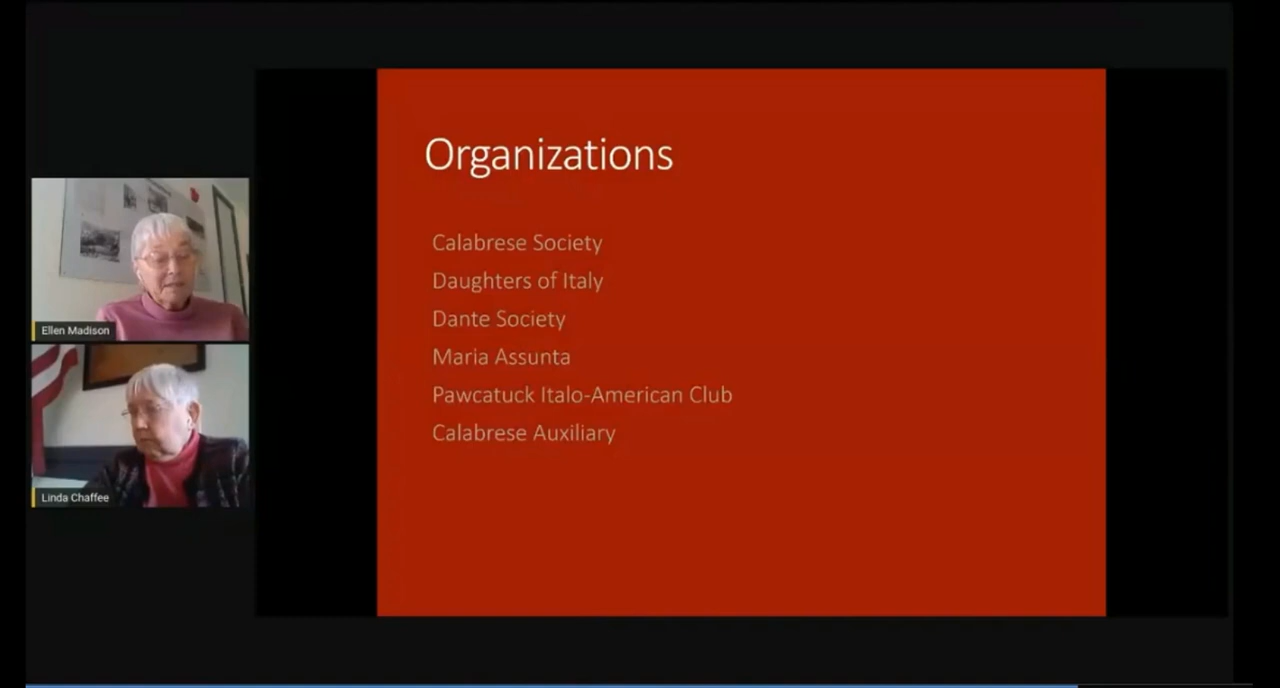 Organizations
Calabrese Society
Daughters of Italy
Dante Society
Maria Assunta
Pawcatuck Italo-American Club
Calabrese Auxiliary
Ellen Madison
Linda Chaffee